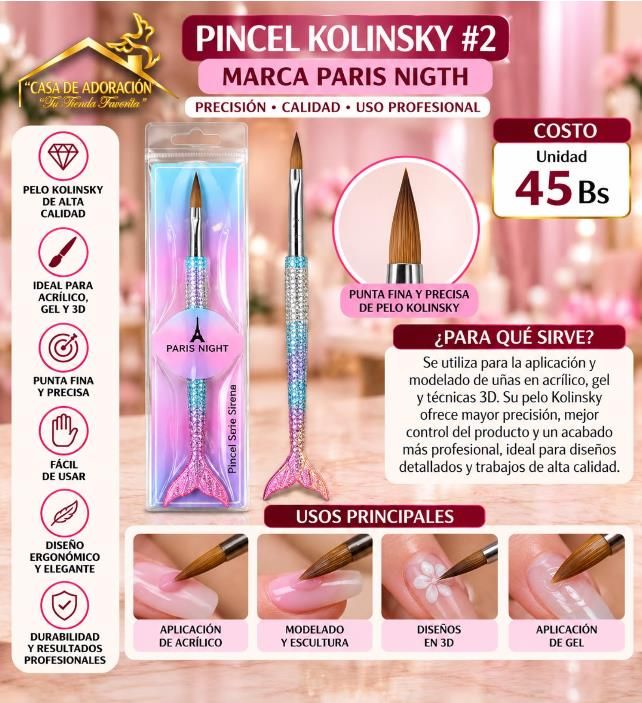 "CASA DE ADORACIÓN"
"Tu Tienda Favorita"
PINCEL KOLINSKY #2
MARCA PARIS NIGTH
PRECISIÓN • CALIDAD • USO PROFESIONAL
COSTO
Unidad
45 Bs
PELO KOLINSKY
DE ALTA
CALIDAD
IDEAL PARA
ACRÍLICO,
GEL Y 3D
PUNTA FINA
Y PRECISA
FÁCIL
DE USAR
DISEÑO
ERGONÓMICO
Y ELEGANTE
DURABILIDAD
Y RESULTADOS
PROFESIONALES
PARIS NIGHT
Pincel Serie Sirena
PUNTA FINA Y PRECISA
DE PELO KOLINSKY
¿PARA QUÉ SIRVE?
Se utiliza para la aplicación y
modelado de uñas en acrílico, gel
y técnicas 3D. Su pelo Kolinsky
ofrece mayor precisión, mejor
control del producto y un acabado
más profesional, ideal para diseños
detallados y trabajos de alta calidad.
USOS PRINCIPALES
APLICACIÓN
DE ACRÍLICO
MODELADO
Y ESCULTURA
DISEÑOS
EN 3D
APLICACIÓN
DE GEL